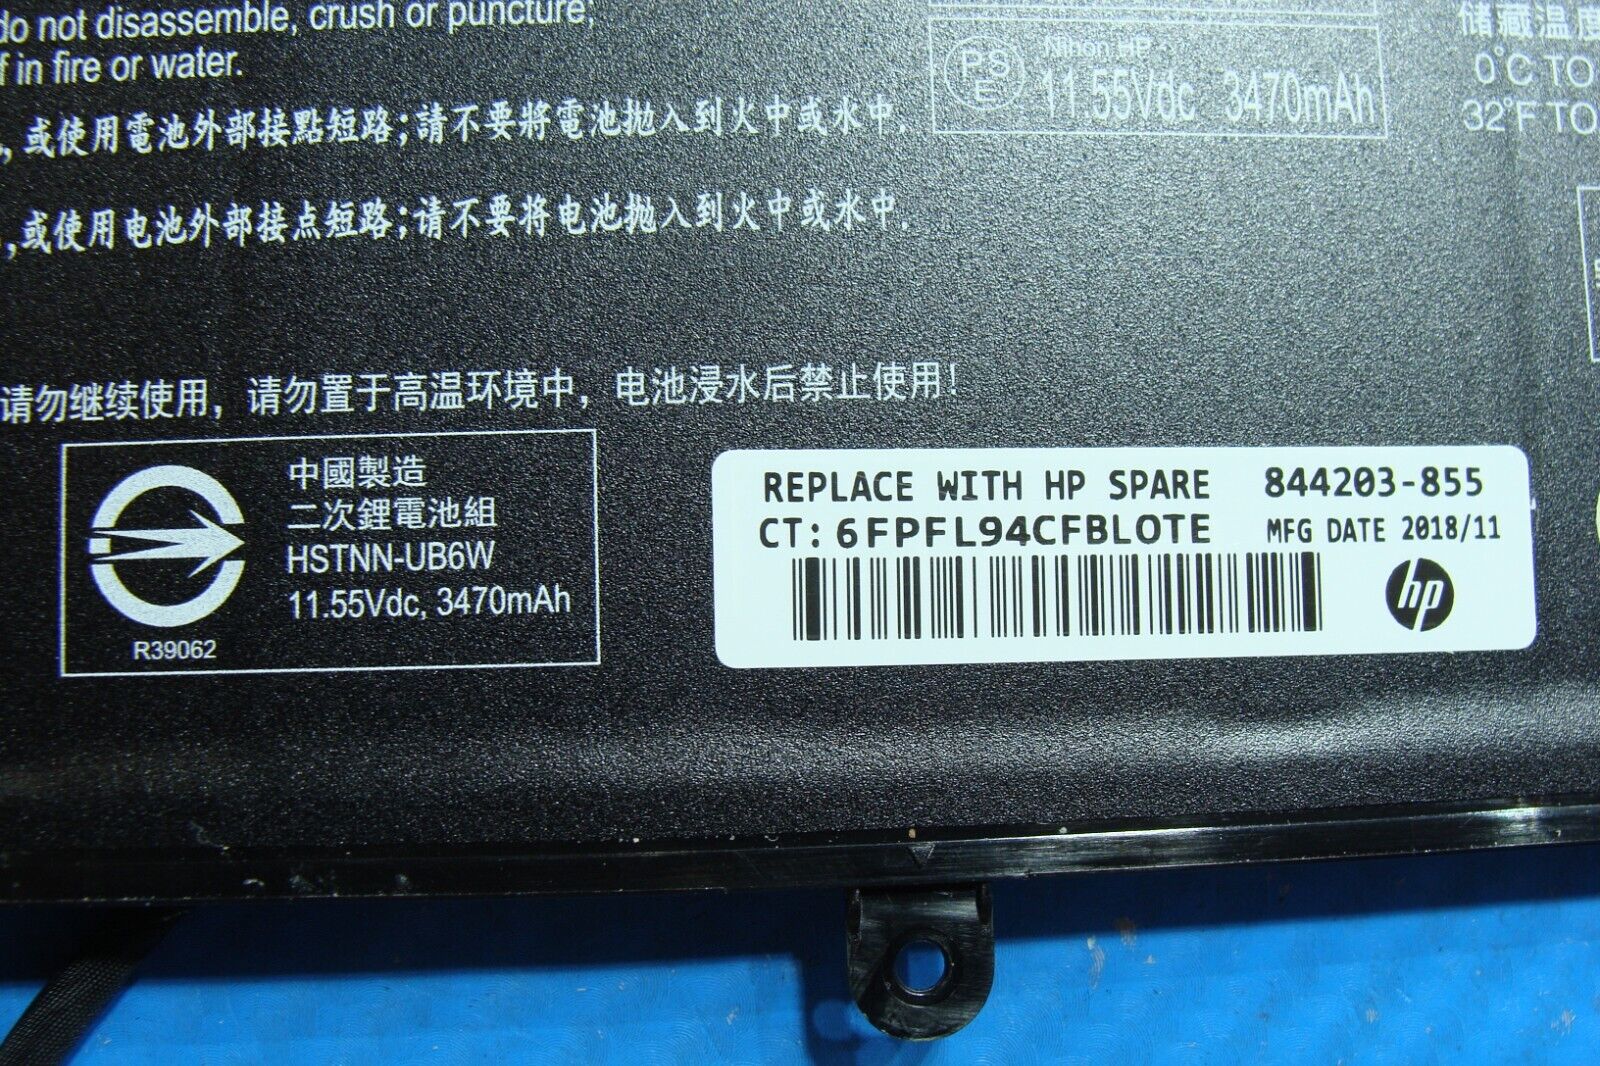 do not disassemble, crush or puncture;
f in fire or water.
或使用電池外部接點短路;請不要將電池拋入到火中或水中.
,或使用电池外部接点短路;请不要将电池抛入到火中或水中.
PSE
Nihon HP
11.55Vdc 3470mAh
储藏温度
0°C TO
32°F TO
请勿继续使用，请勿置于高温环境中，电池浸水后禁止使用!
中國製造
二次鋰電池組
HSTNN-UB6W
11.55Vdc, 3470mAh
R39062
REPLACE WITH HP SPARE 844203-855
CT: 6FPFL94CFBLOTE MFG DATE 2018/11
hp